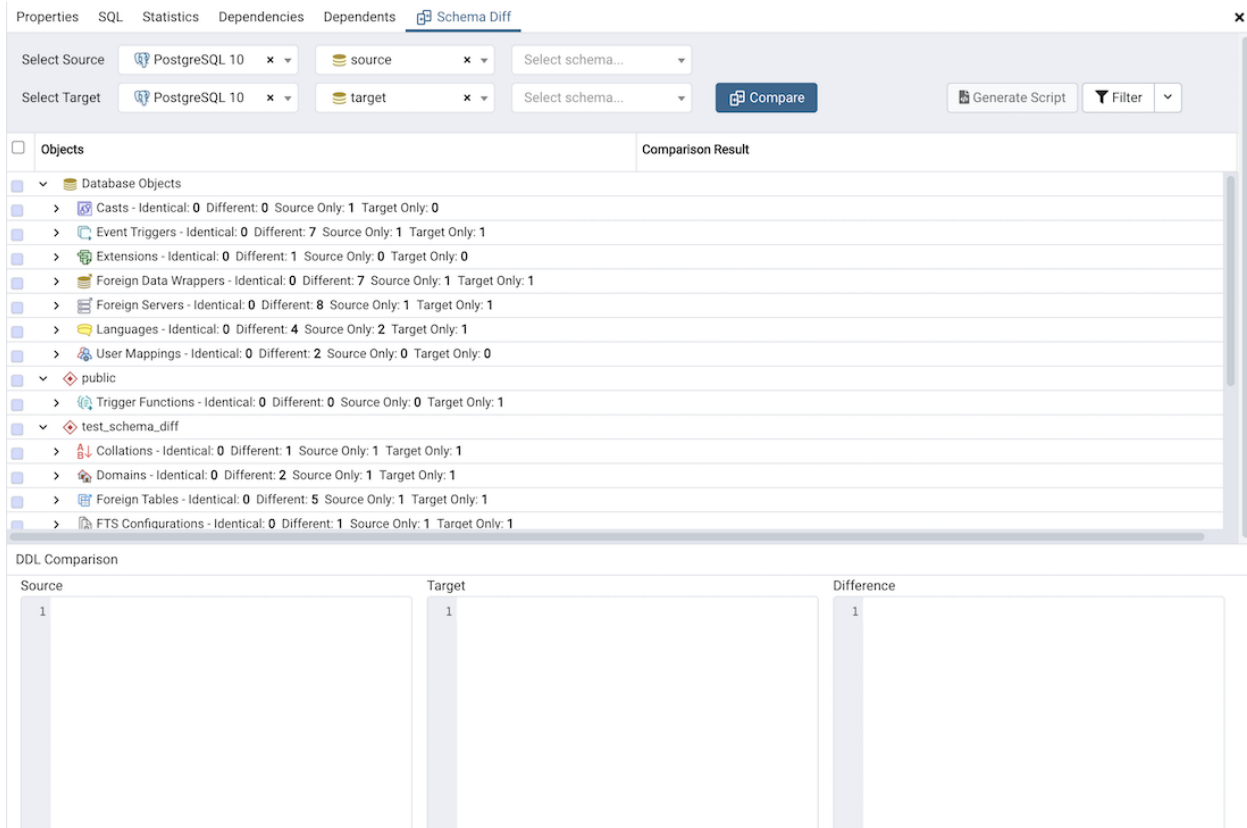 Properties SQL Statistics Dependencies Dependents Schema Diff
Select Source PostgreSQL 10 source Select schema...
Select Target PostgreSQL 10 target Select schema... Compare Generate Script Filter
Objects Comparison Result
Database Objects
Casts - Identical: 0 Different: 0 Source Only: 1 Target Only: 0
Event Triggers - Identical: 0 Different: 7 Source Only: 1 Target Only: 1
Extensions - Identical: 0 Different: 1 Source Only: 0 Target Only: 0
Foreign Data Wrappers - Identical: 0 Different: 7 Source Only: 1 Target Only: 1
Foreign Servers - Identical: 0 Different: 8 Source Only: 1 Target Only: 1
Languages - Identical: 0 Different: 4 Source Only: 2 Target Only: 1
User Mappings - Identical: 0 Different: 2 Source Only: 0 Target Only: 0
public
Trigger Functions - Identical: 0 Different: 0 Source Only: 0 Target Only: 1
test_schema_diff
Collations - Identical: 0 Different: 1 Source Only: 1 Target Only: 1
Domains - Identical: 0 Different: 2 Source Only: 1 Target Only: 1
Foreign Tables - Identical: 0 Different: 5 Source Only: 1 Target Only: 1
FTS Configurations - Identical: 0 Different: 1 Source Only: 1 Target Only: 1
DDL Comparison
Source Target Difference
1 1 1